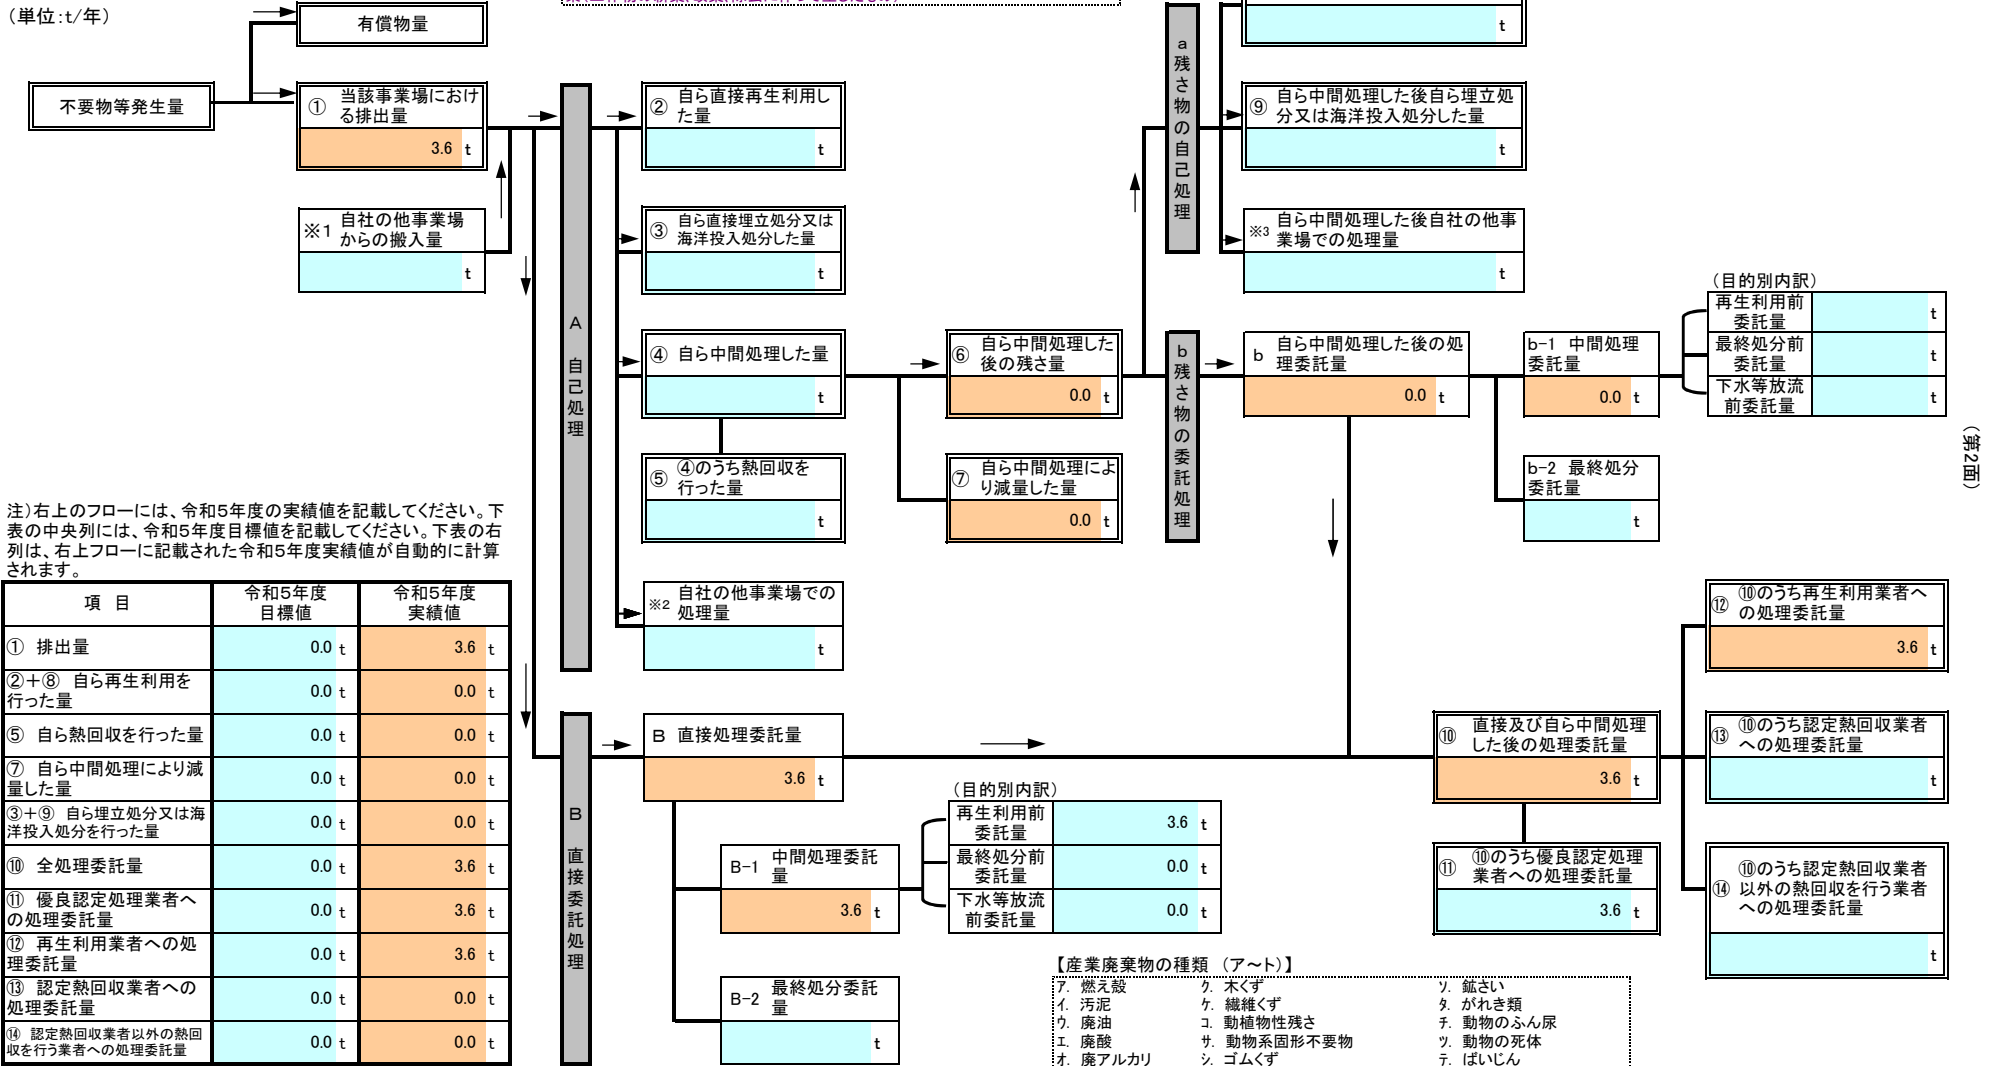 （単位：t/年）
有償物量
不要物等発生量
① 当該事業場におけ
る排出量
3.6 t
※1 自社の他事業場
からの搬入量
t
A 自己処理
② 自ら直接再生利用し
た量
t
③ 自ら直接埋立処分又は
海洋投入処分した量
t
④ 自ら中間処理した量
t
⑤ ④のうち熱回収を
行った量
t
※2 自社の他事業場での
処理量
t
⑥ 自ら中間処理した
後の残さ量
0.0 t
⑦ 自ら中間処理によ
り減量した量
0.0 t
a 残さ物の自己処理
t
⑨ 自ら中間処理した後自ら埋立処
分又は海洋投入処分した量
t
※3 自ら中間処理した後自社の他事
業場での処理量
t
b 残さ物の委託処理
b 自ら中間処理した後の処
理委託量
0.0 t
b-1 中間処理
委託量
0.0 t
b-2 最終処分
委託量
t
（目的別内訳）
再生利用前
委託量 t
最終処分前
委託量 t
下水等放流
前委託量 t
（第2面）
注）右上のフローには、令和5年度の実績値を記載してください。下
表の中央列には、令和5年度目標値を記載してください。下表の右
列は、右上フローに記載された令和5年度実績値が自動的に計算
されます。
項 目 令和5年度
目標値 令和5年度
実績値
① 排出量 0.0 t 3.6 t
②＋⑧ 自ら再生利用を
行った量 0.0 t 0.0 t
⑤ 自ら熱回収を行った量 0.0 t 0.0 t
⑦ 自ら中間処理により減
量した量 0.0 t 0.0 t
③＋⑨ 自ら埋立処分又は海
洋投入処分を行った量 0.0 t 0.0 t
⑩ 全処理委託量 0.0 t 3.6 t
⑪ 優良認定処理業者へ
の処理委託量 0.0 t 3.6 t
⑫ 再生利用業者への処
理委託量 0.0 t 3.6 t
⑬ 認定熱回収業者への
処理委託量 0.0 t 0.0 t
⑭ 認定熱回収業者以外の熱回
収を行う業者への処理委託量 0.0 t 0.0 t
B 直接委託処理
B 直接処理委託量
3.6 t
B-1 中間処理委託
量
3.6 t
B-2 最終処分委託
量
t
（目的別内訳）
再生利用前
委託量 3.6 t
最終処分前
委託量 0.0 t
下水等放流
前委託量 0.0 t
⑩ 直接及び自ら中間処理
した後の処理委託量
3.6 t
⑪ ⑩のうち優良認定処理
業者への処理委託量
3.6 t
⑫ ⑩のうち再生利用業者へ
の処理委託量
3.6 t
⑬ ⑩のうち認定熱回収業者
への処理委託量
t
⑭ ⑩のうち認定熱回収業者
以外の熱回収を行う業者
への処理委託量
t
【産業廃棄物の種類 （ア～ト）】
ア. 燃え殻 ク. 木くず ソ. 鉱さい
イ. 汚泥 ケ. 繊維くず タ. がれき類
ウ. 廃油 コ. 動植物性残さ チ. 動物のふん尿
エ. 廃酸 サ. 動物系固形不要物 ツ. 動物の死体
オ. 廃アルカリ シ. ゴムくず テ. ばいじん